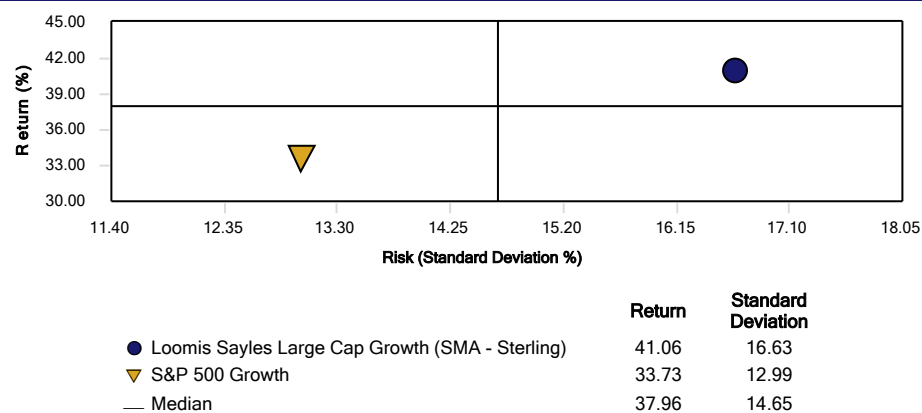 45.00
42.00
39.00
36.00
33.00
30.00
Return (%)
11.40 12.35 13.30 14.25 15.20 16.15 17.10 18.05
Risk (Standard Deviation %)
Return Standard Deviation
Loomis Sayles Large Cap Growth (SMA - Sterling) 41.06 16.63
S&P 500 Growth 33.73 12.99
Median 37.96 14.65